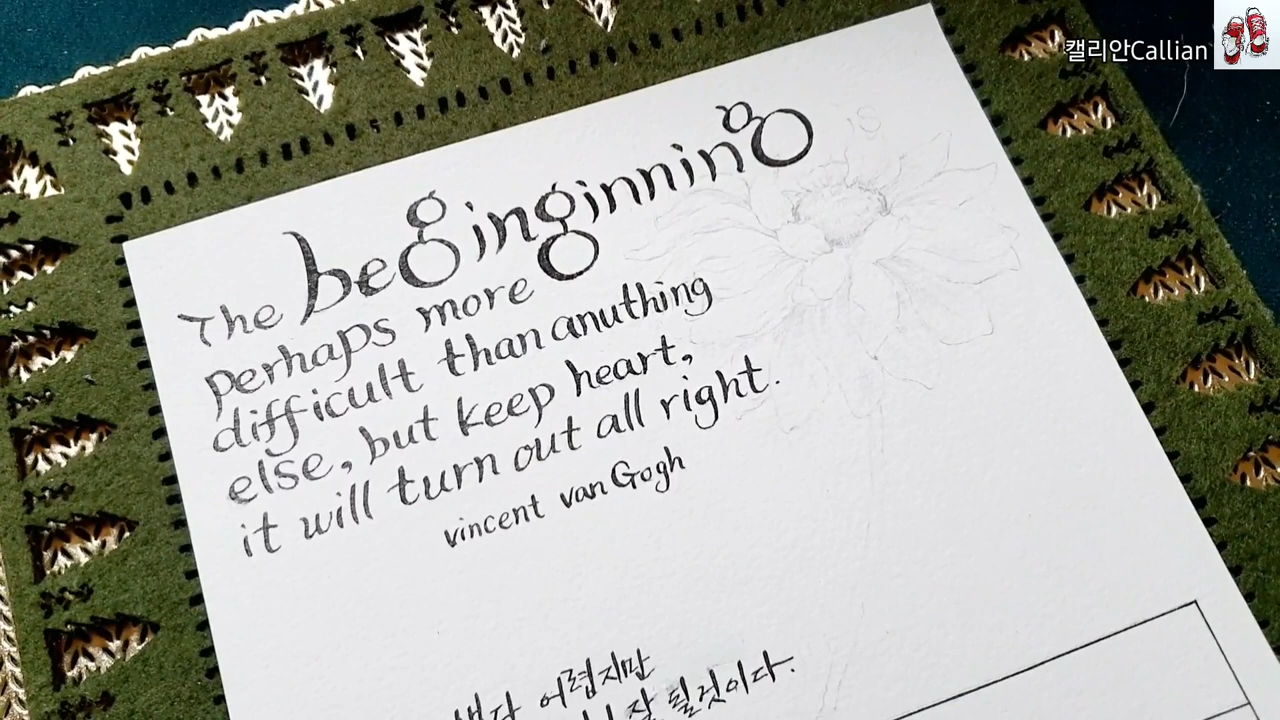 캘리안Callian
The beginginning is
perhaps more
difficult than anuthing
else, but keep heart,
it will turn out all right.
vincent van Gogh
어렵지만
잘 될것이다.